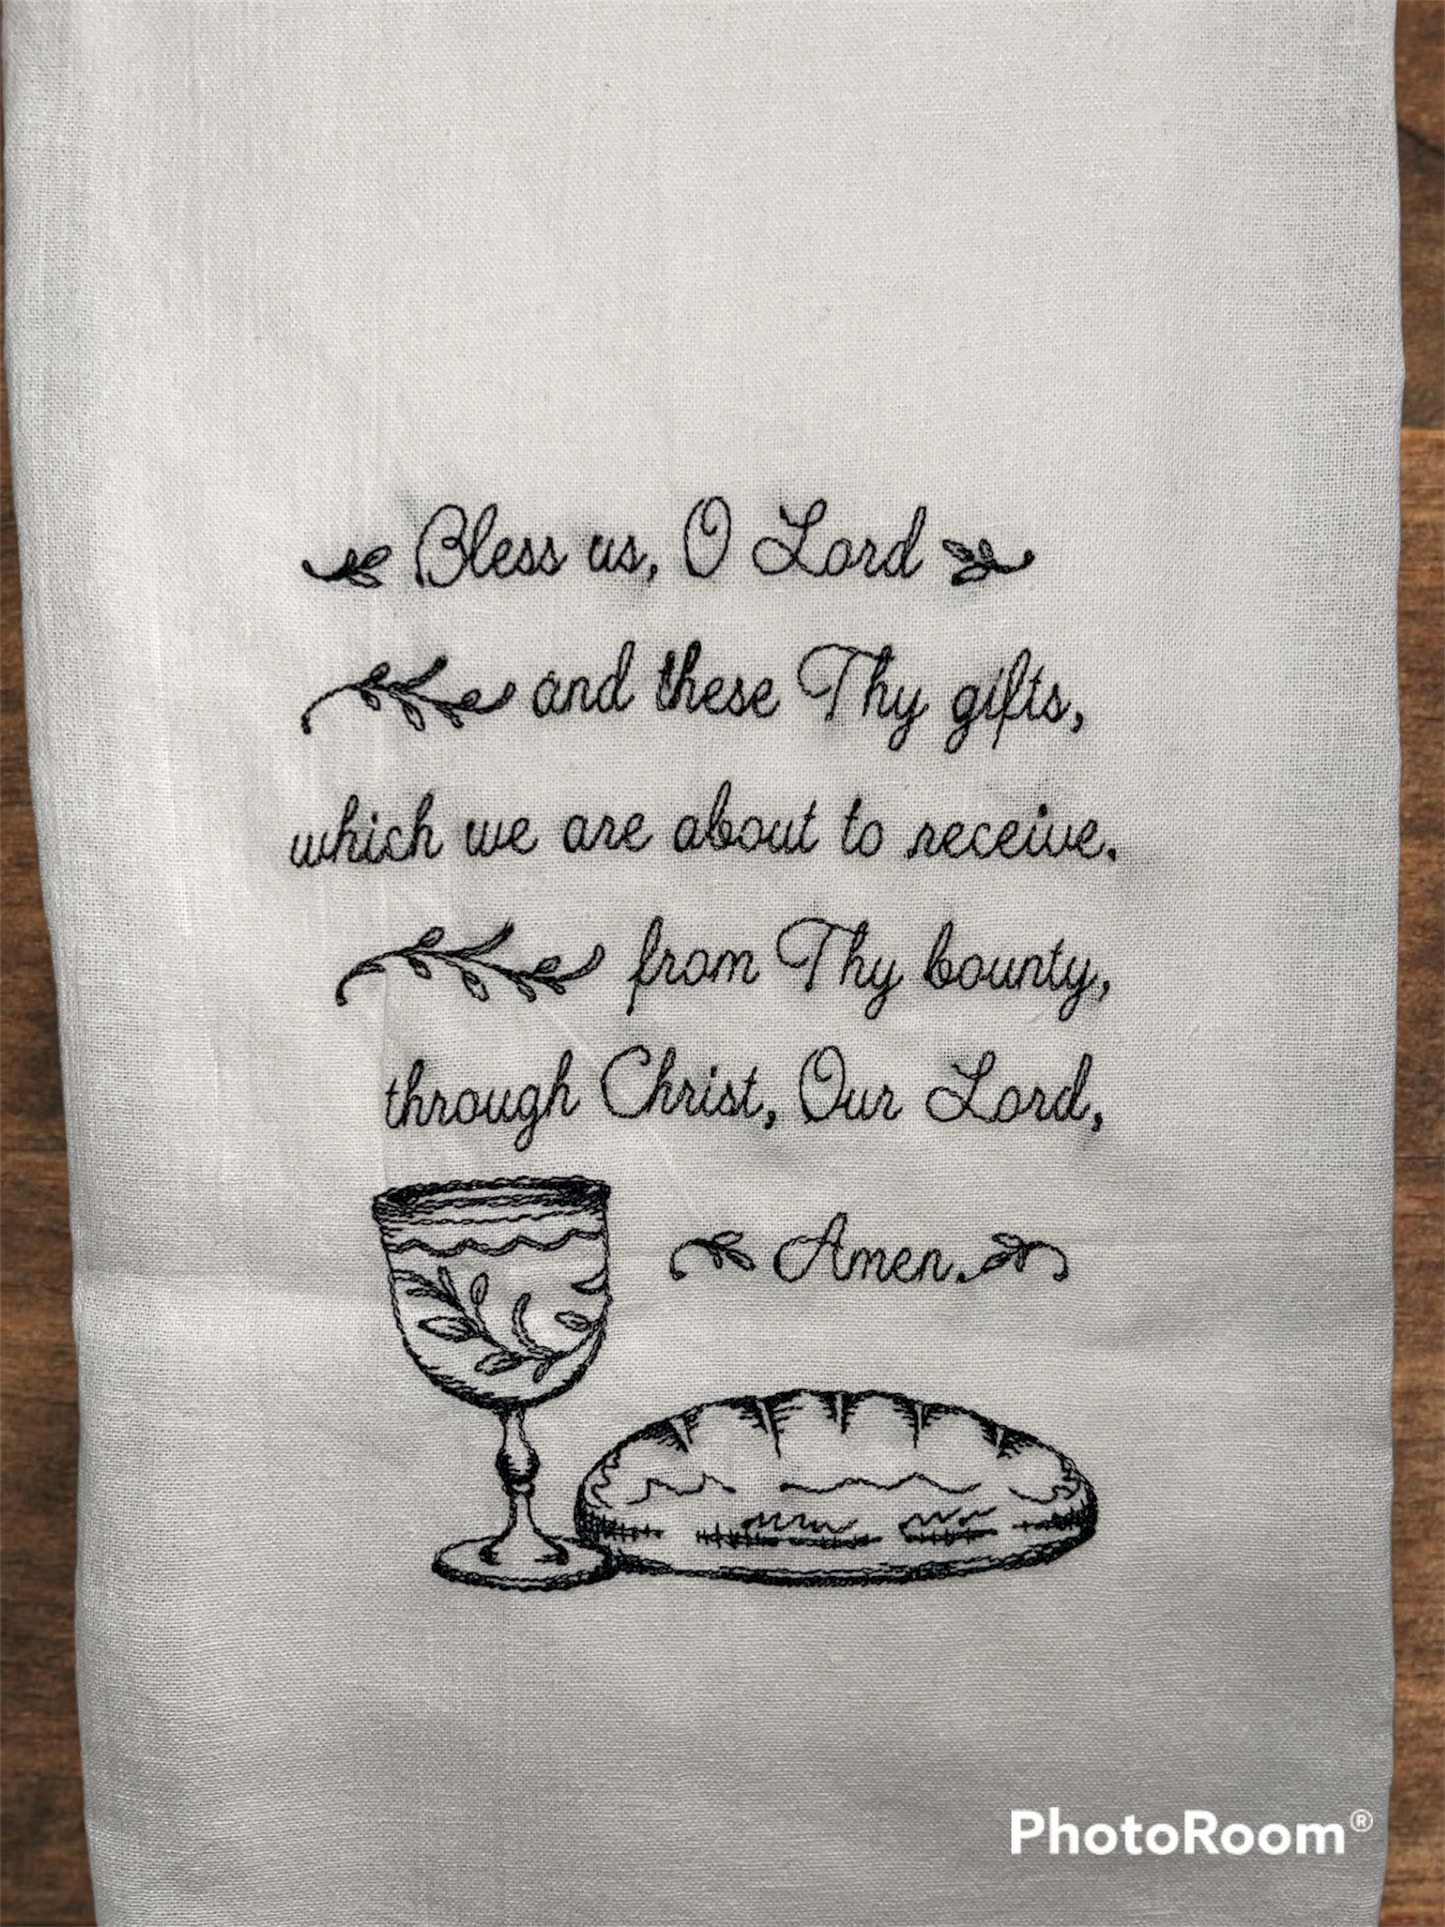 Bless us, O Lord
and these Thy gifts,
which we are about to receive.
from Thy bounty,
through Christ, Our Lord,
Amen.
PhotoRoom®